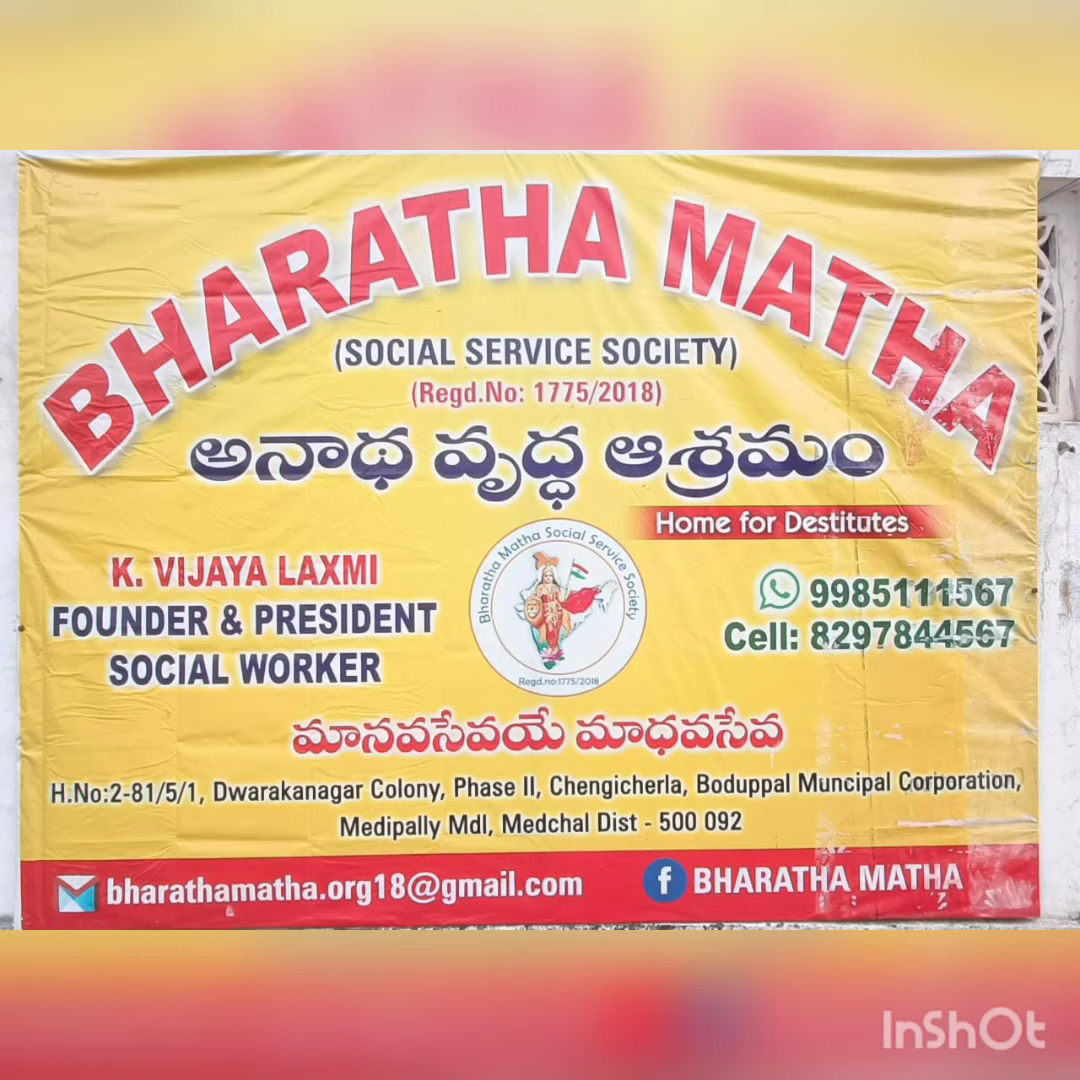 BHARATHA MATHA
(SOCIAL SERVICE SOCIETY)
(Regd.No: 1775/2018)
అనాథ వృద్ధ ఆశ్రమం
Home for Destitutes
K. VIJAYA LAXMI
FOUNDER & PRESIDENT
SOCIAL WORKER
Bharatha Matha Social Service Society
Regd.no:1775/2018
9985111567
Cell: 8297844567
మానవసేవయే మాధవసేవ
H.No:2-81/5/1, Dwarakanagar Colony, Phase II, Chengicherla, Boduppal Muncipal Corporation,
Medipally Mdl, Medchal Dist - 500 092
bharathamatha.org18@gmail.com
f BHARATHA MATHA
InShOt